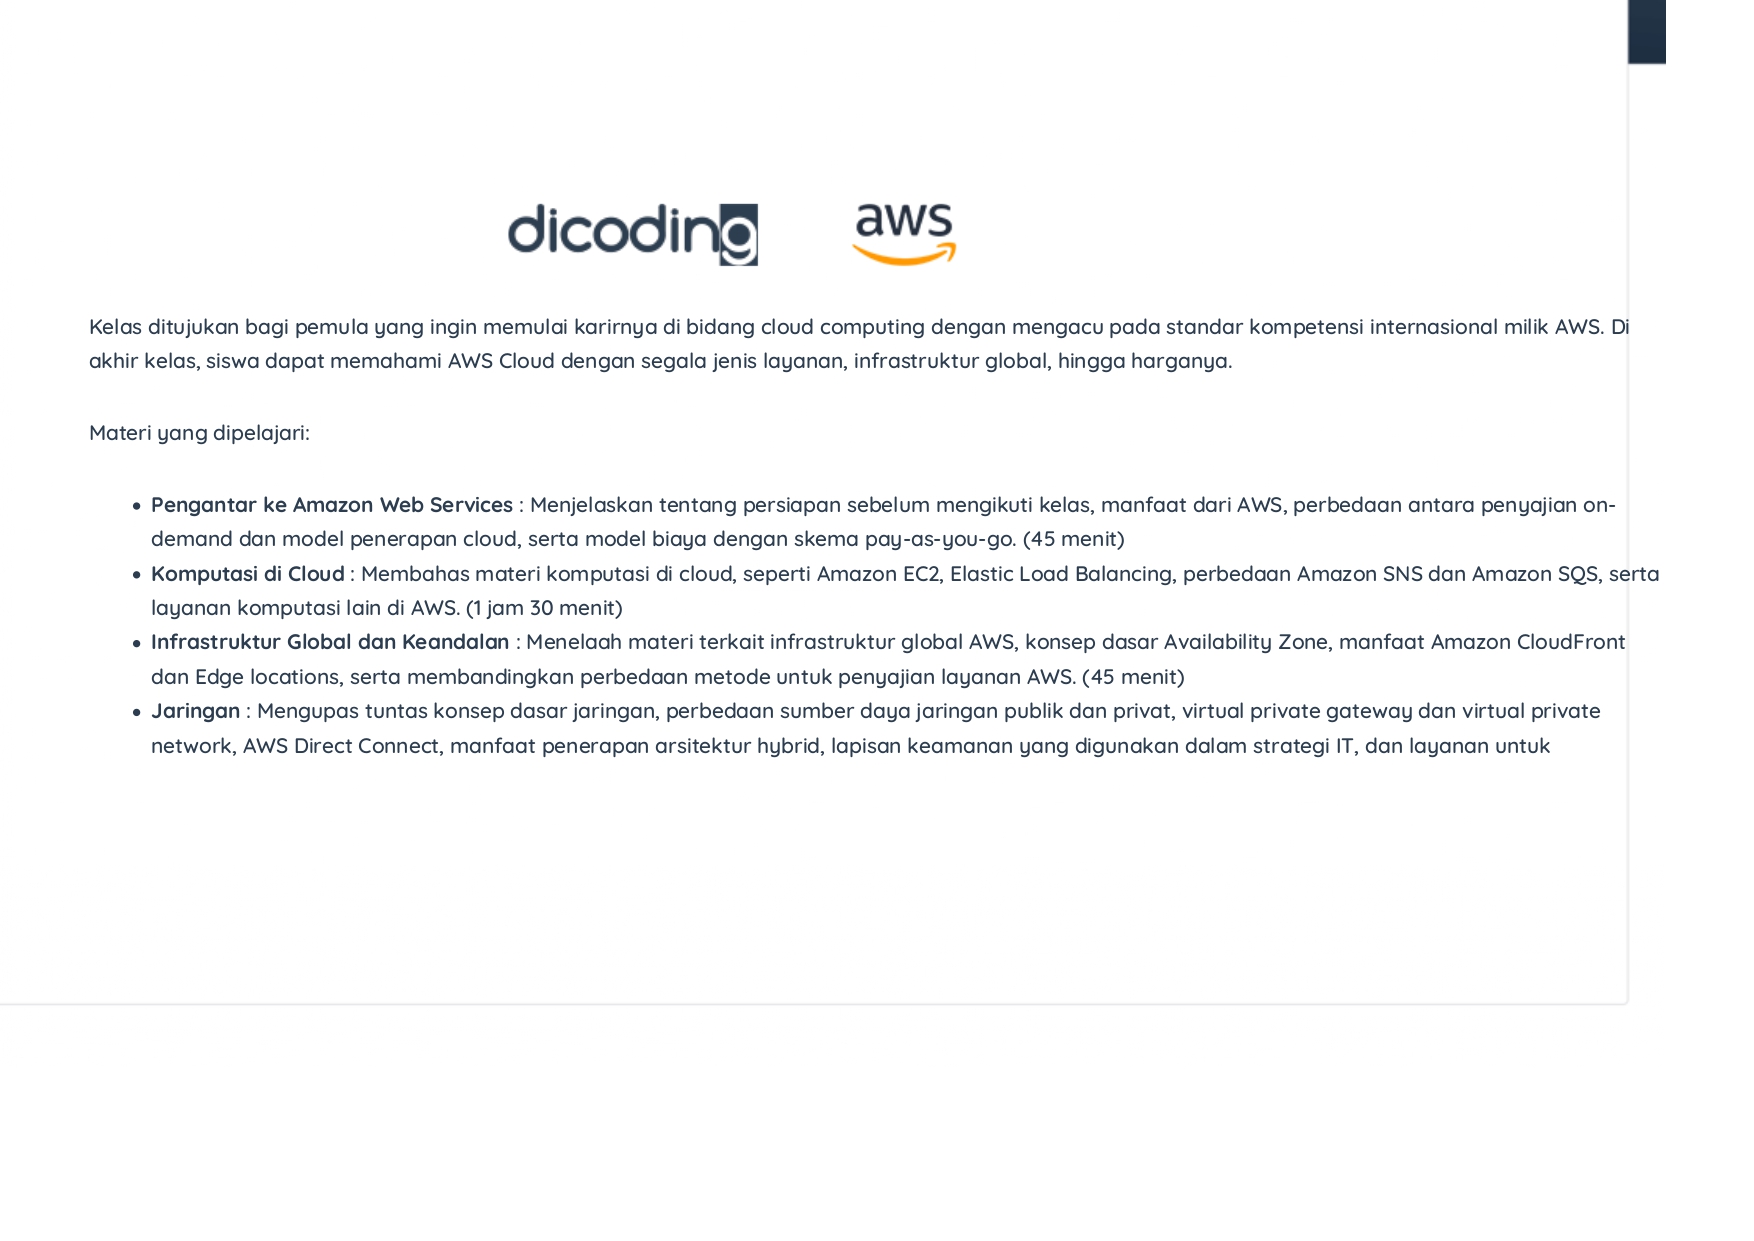 dicoding aws
Kelas ditujukan bagi pemula yang ingin memulai karirnya di bidang cloud computing dengan mengacu pada standar kompetensi internasional milik AWS. Di
akhir kelas, siswa dapat memahami AWS Cloud dengan segala jenis layanan, infrastruktur global, hingga harganya.
Materi yang dipelajari:
• Pengantar ke Amazon Web Services : Menjelaskan tentang persiapan sebelum mengikuti kelas, manfaat dari AWS, perbedaan antara penyajian on-
demand dan model penerapan cloud, serta model biaya dengan skema pay-as-you-go. (45 menit)
• Komputasi di Cloud : Membahas materi komputasi di cloud, seperti Amazon EC2, Elastic Load Balancing, perbedaan Amazon SNS dan Amazon SQS, serta
layanan komputasi lain di AWS. (1 jam 30 menit)
• Infrastruktur Global dan Keandalan : Menelaah materi terkait infrastruktur global AWS, konsep dasar Availability Zone, manfaat Amazon CloudFront
dan Edge locations, serta membandingkan perbedaan metode untuk penyajian layanan AWS. (45 menit)
• Jaringan : Mengupas tuntas konsep dasar jaringan, perbedaan sumber daya jaringan publik dan privat, virtual private gateway dan virtual private
network, AWS Direct Connect, manfaat penerapan arsitektur hybrid, lapisan keamanan yang digunakan dalam strategi IT, dan layanan untuk